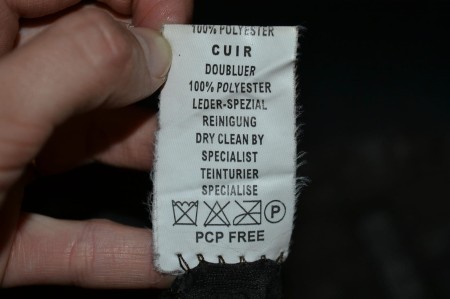 100% POLYESTER
CUIR
DOUBLUER
100% POLYESTER
LEDER-SPEZIAL
REINIGUNG
DRY CLEAN BY
SPECIALIST
TEINTURIER
SPECIALISE
P
PCP FREE